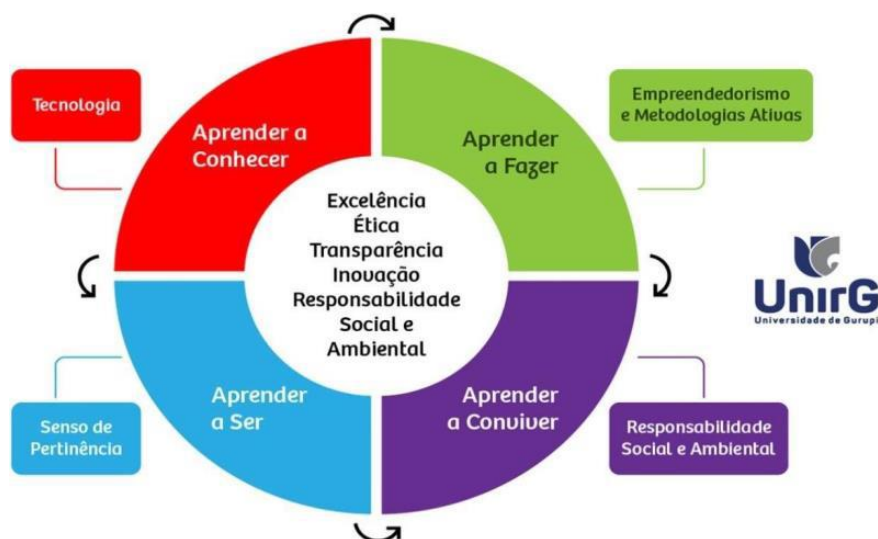 Tecnologia
Aprender a
Conhecer
Aprender
a Fazer
Empreendedorismo
e Metodologias Ativas
Excelência
Ética
Transparência
Inovação
Responsabilidade
Social e
Ambiental
UnirG
Universidade de Gurupi
Senso de
Pertinência
Aprender
a Ser
Aprender
a Conviver
Responsabilidade
Social e Ambiental